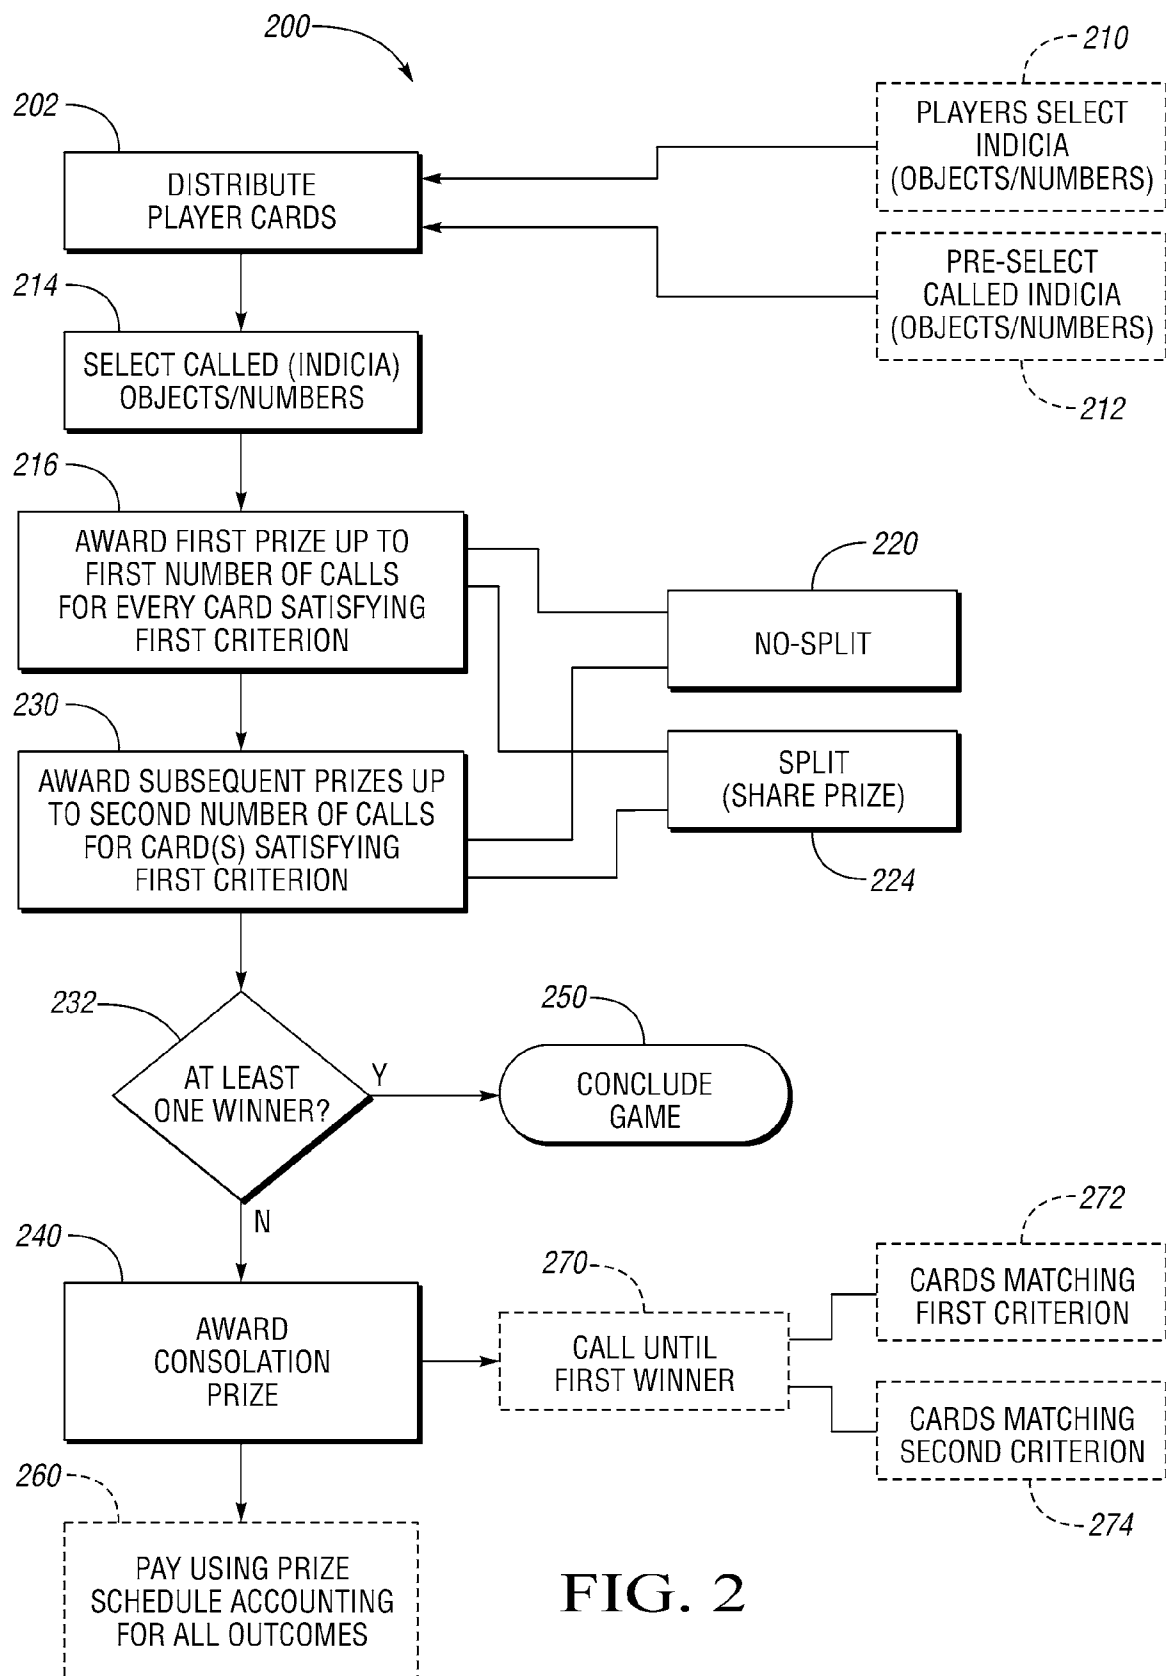 200
210
PLAYERS SELECT
INDICIA
(OBJECTS/NUMBERS)
202
DISTRIBUTE
PLAYER CARDS
PRE-SELECT
CALLED INDICIA
(OBJECTS/NUMBERS)
212
214
SELECT CALLED (INDICIA)
OBJECTS/NUMBERS
216
AWARD FIRST PRIZE UP TO
FIRST NUMBER OF CALLS
FOR EVERY CARD SATISFYING
FIRST CRITERION
220
NO-SPLIT
230
AWARD SUBSEQUENT PRIZES UP
TO SECOND NUMBER OF CALLS
FOR CARD(S) SATISFYING
FIRST CRITERION
SPLIT
(SHARE PRIZE)
224
232
AT LEAST
ONE WINNER?
Y
250
CONCLUDE
GAME
N
240
AWARD
CONSOLATION
PRIZE
270
CALL UNTIL
FIRST WINNER
272
CARDS MATCHING
FIRST CRITERION
CARDS MATCHING
SECOND CRITERION
274
260
PAY USING PRIZE
SCHEDULE ACCOUNTING
FOR ALL OUTCOMES
FIG. 2